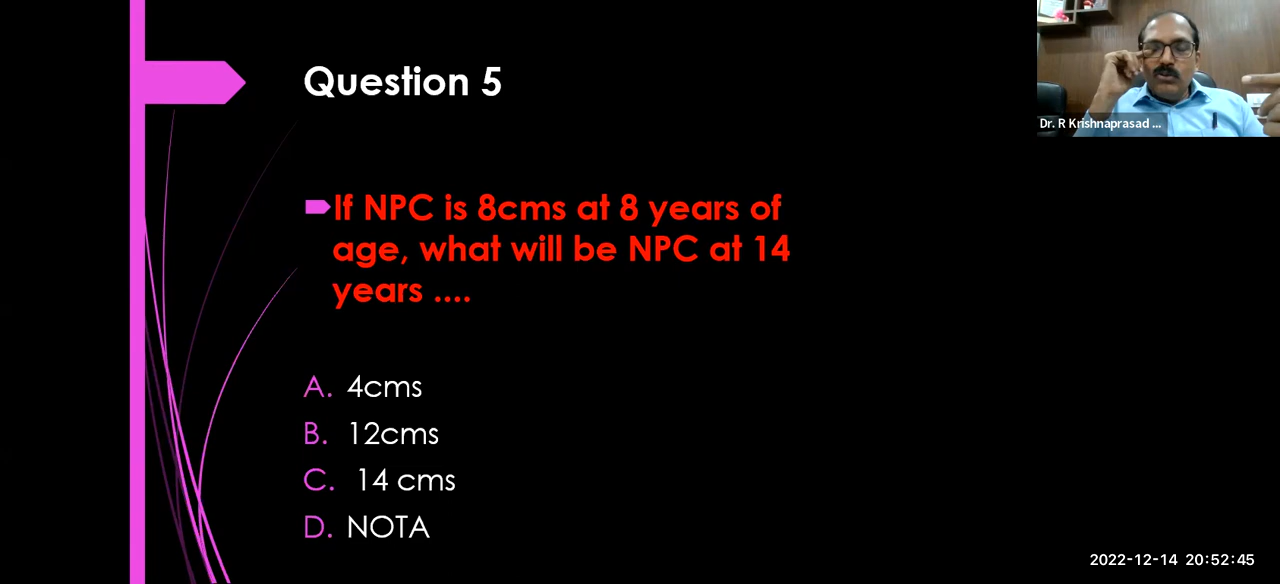 Question 5
Dr. R Krishnaprasad ...
If NPC is 8cms at 8 years of
age, what will be NPC at 14
years ....
A. 4cms
B. 12cms
C. 14 cms
D. NOTA
2022-12-14 20:52:45